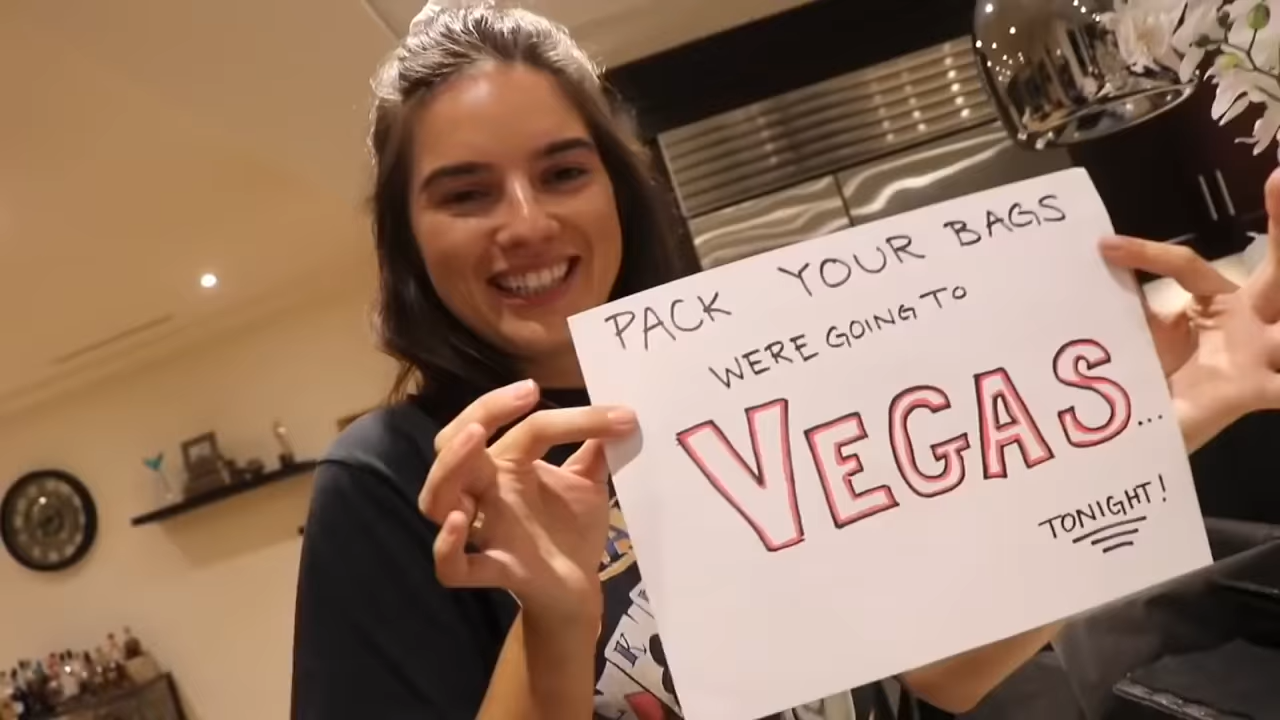 PACK YOUR BAGS
WERE GOING TO
VEGAS...
TONIGHT!
K